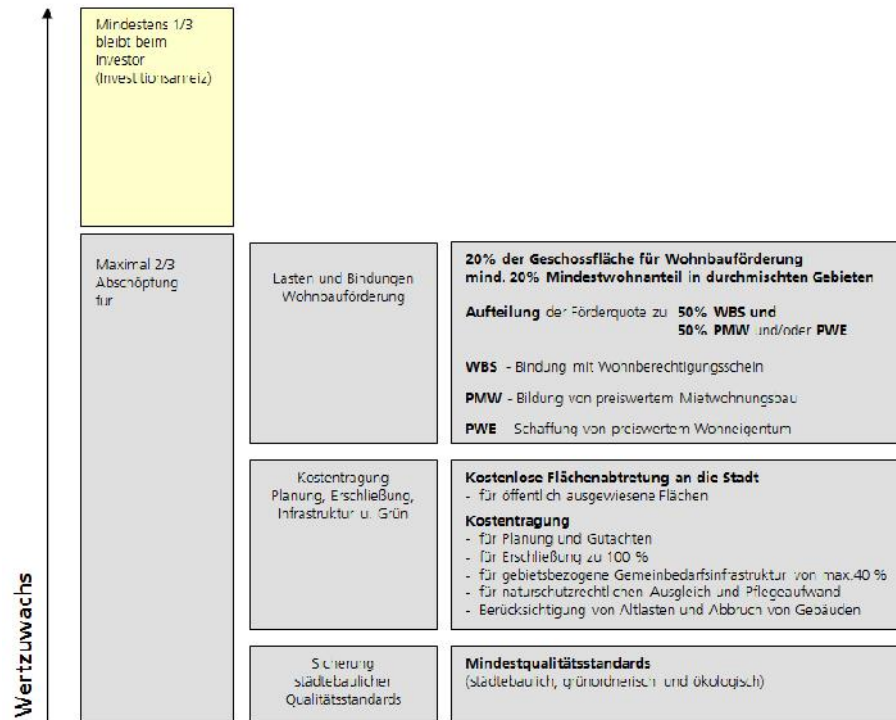 Mindestens 1/3
bleibt beim
Investor
(Investitionsanreiz)
Maximal 2/3
Abschöpfung
für
Lasten und Bindungen
Wohnbauförderung
20% der Geschossfläche für Wohnbauförderung
mind. 20% Mindestwohnanteil in durchmischten Gebieten
Aufteilung der Förderquote zu 50% WBS und
50% PMW und/oder PWE
WBS - Bindung mit Wohnberechtigungsschein
PMW - Bildung von preiswertem Mietwohnungsbau
PWE Schaffung von preiswertem Wohneigentum
Kostentragung
Planung, Erschließung,
Infrastruktur u. Grün
Kostenlose Flächenabtretung an die Stadt
- für öffentlich ausgewiesene Flächen
Kostentragung
- für Planung und Gutachten
- für Erschließung zu 100 %
- für gebietsbezogene Gemeinbedarfsinfrastruktur von max.40 %
- für naturschutzrechtlichen Ausgleich und Pflegeaufwand
- Berücksichtigung von Altlasten und Abbruch von Gebäuden
Sicherung
städtebaulicher
Qualitätsstandards
Mindestqualitätsstandards
(städtebaulich, grünordnerisch und ökologisch)
Wertzuwachs